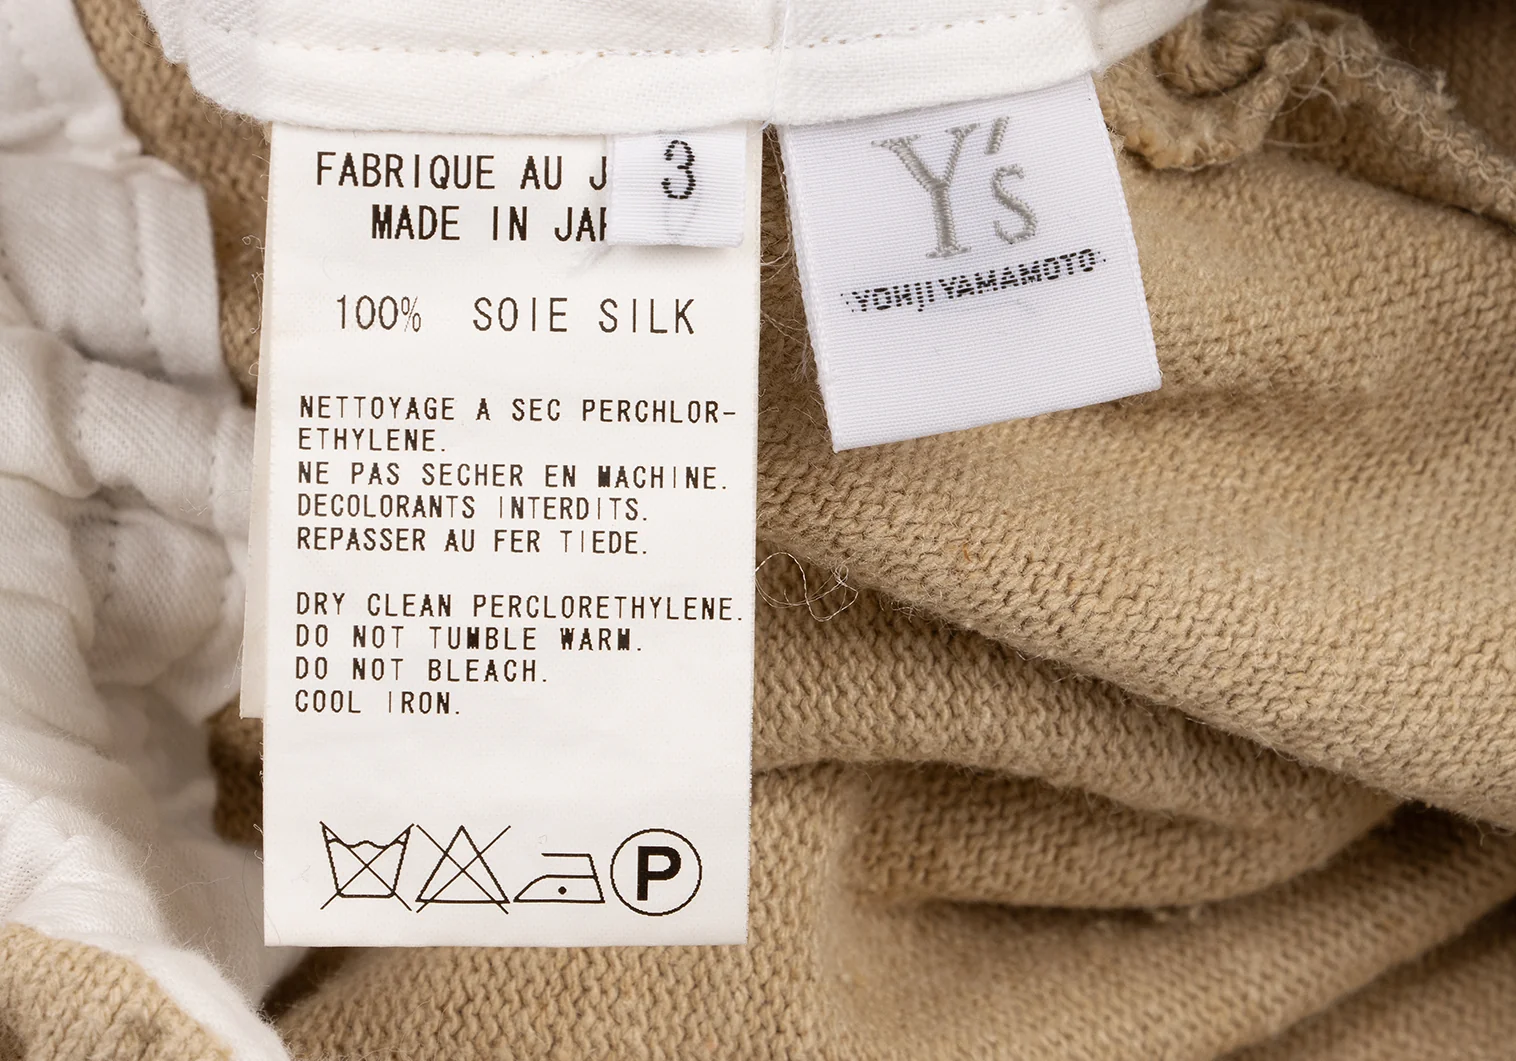 FABRIQUE AU J
MADE IN JAP
3
100% SOIE SILK
NETTOYAGE A SEC PERCHLOR-
ETHYLENE.
NE PAS SECHER EN MACHINE.
DECOLORANTS INTERDITS.
REPASSER AU FER TIEDE.
DRY CLEAN PERCLORETHYLENE.
DO NOT TUMBLE WARM.
DO NOT BLEACH.
COOL IRON.
P
Y's
YOHJI YAMAMOTO